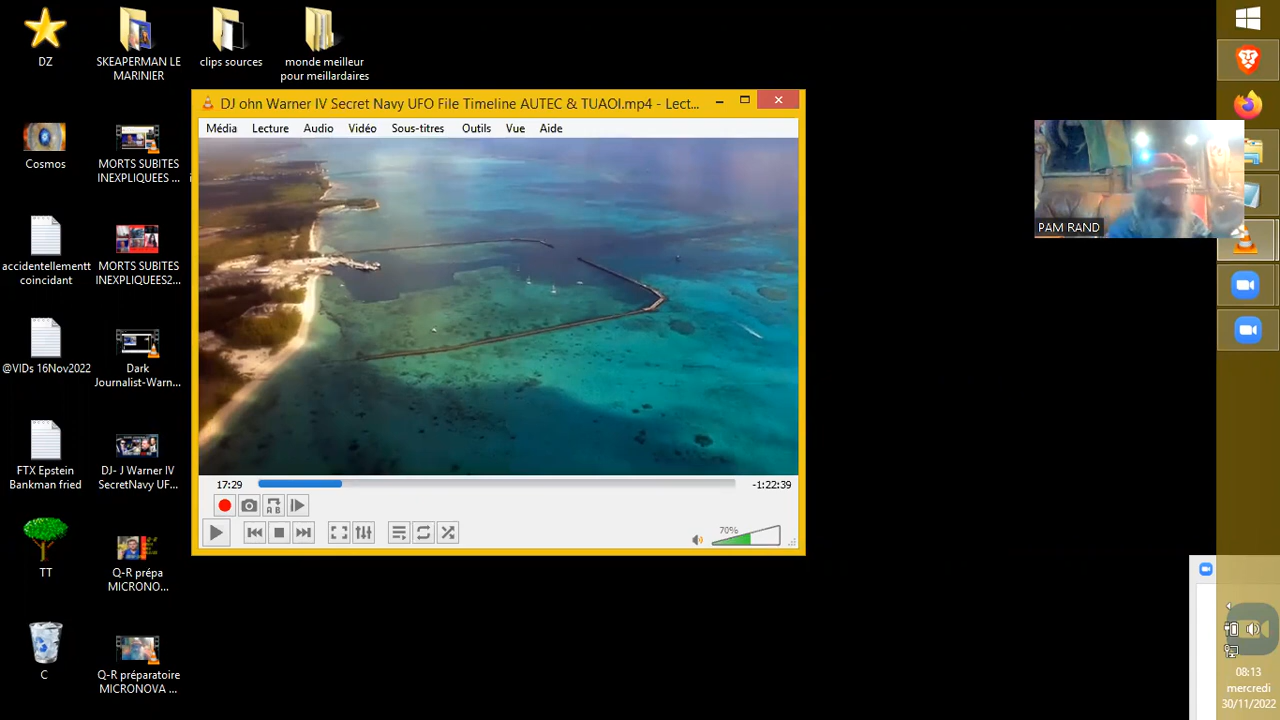 DZ
SKEAPERMAN LE
MARINIER
clips sources
monde meilleur
pour meillardaires
Cosmos
MORTS SUBITES
INEXPLIQUEES ...
accidentellementt
coincidant
MORTS SUBITES
INEXPLIQUEES2...
@VIDs 16Nov2022
Dark
Journalist-Warn...
FTX Epstein
Bankman fried
DJ- J Warner IV
SecretNavy UF...
TT
Q-R prépa
MICRONO...
C
Q-R préparatoire
MICRONOVA ...
DJ ohn Warner IV Secret Navy UFO File Timeline AUTEC & TUAOI.mp4 - Lect...
Média Lecture Audio Vidéo Sous-titres Outils Vue Aide
17:29
-1:22:39
70%
PAM RAND
08:13
mercredi
30/11/2022